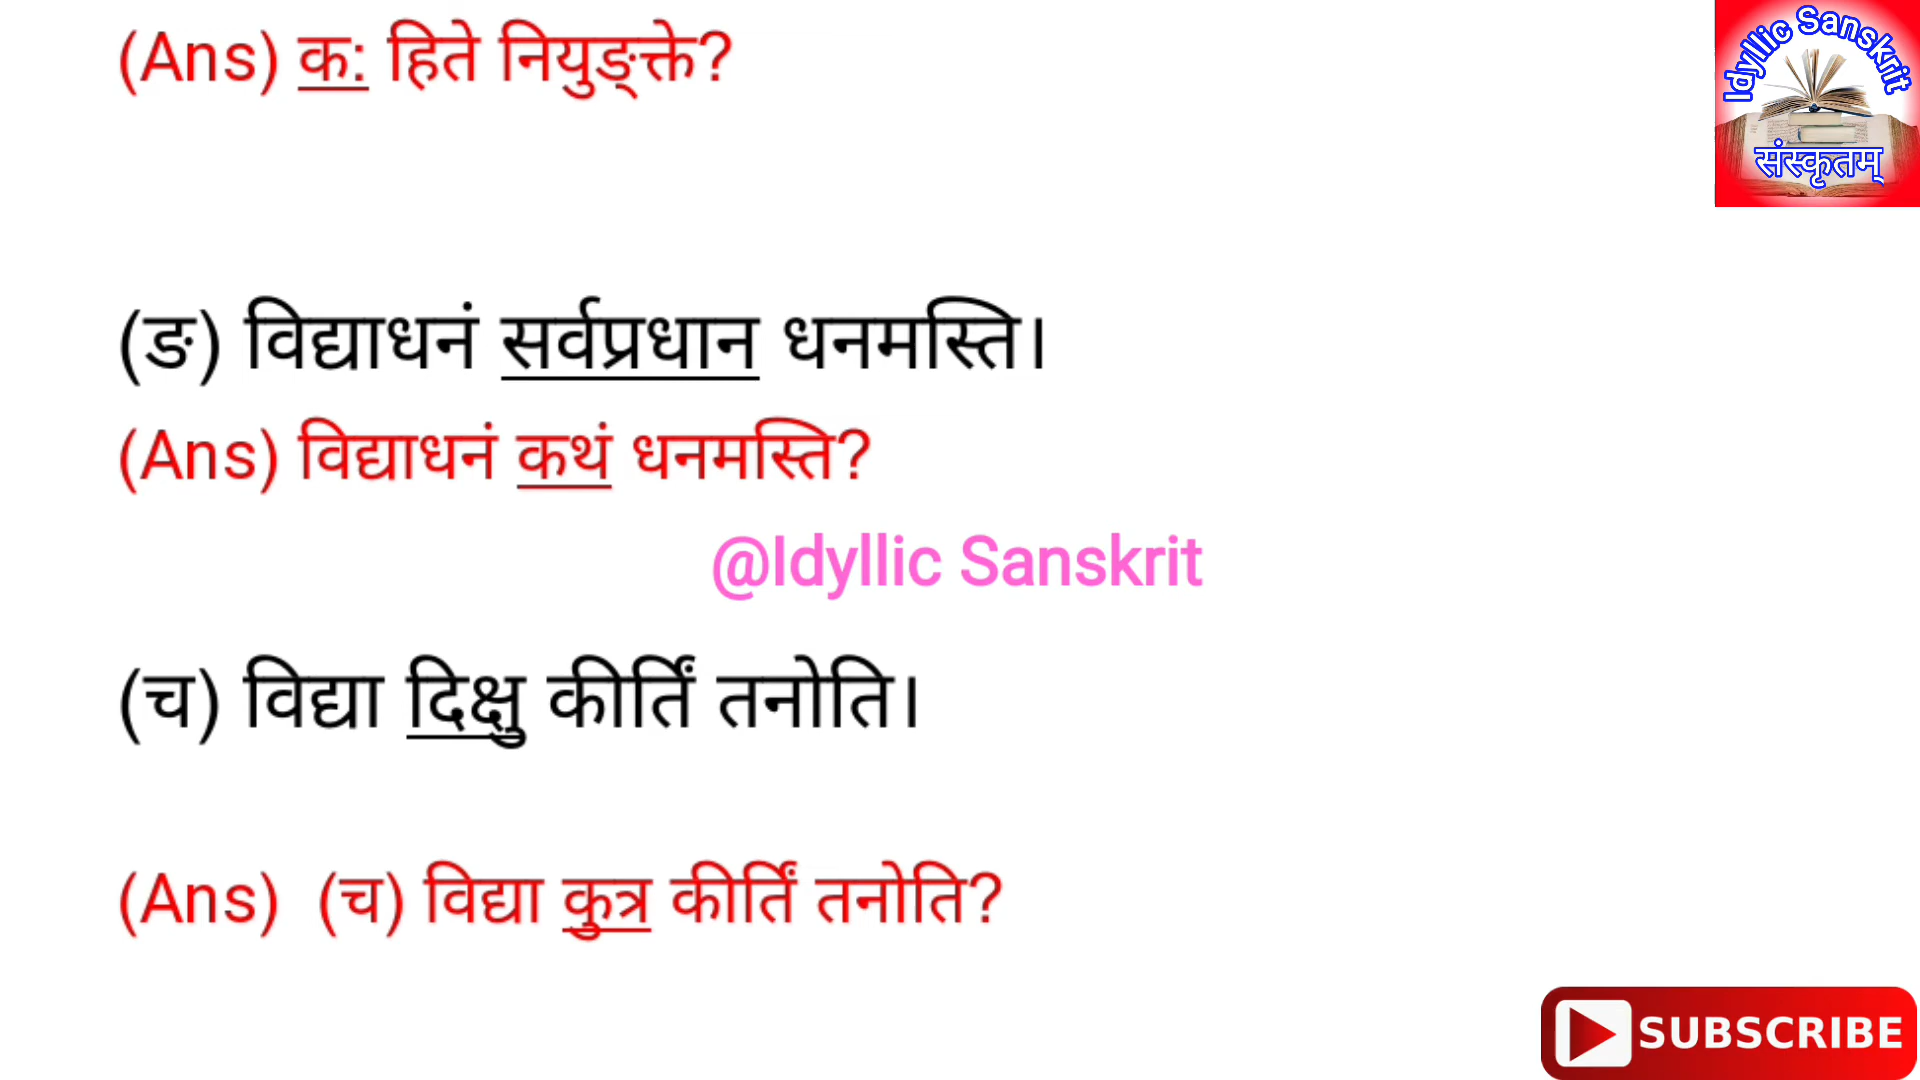 (Ans) क: हिते नियुङ्क्ते?
Idyllic Sanskrit
संस्कृतम्
(ङ) विद्याधनं सर्वप्रधान धनमस्ति।
(Ans) विद्याधनं कथं धनमस्ति?
@Idyllic Sanskrit
(च) विद्या दिक्षु कीर्तिं तनोति।
(Ans) (च) विद्या कुत्र कीर्तिं तनोति?
SUBSCRIBE